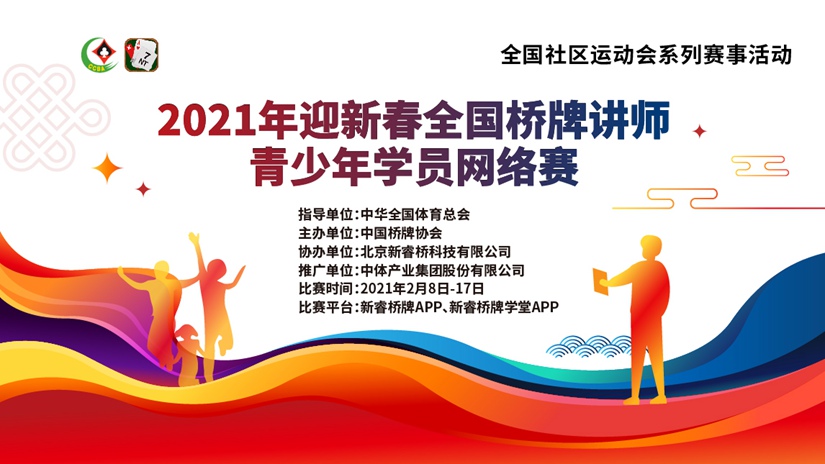 CCBA
7
NT
全国社区运动会系列赛事活动
2021年迎新春全国桥牌讲师
青少年学员网络赛
指导单位:中华全国体育总会
主办单位:中国桥牌协会
协办单位:北京新睿桥科技有限公司
推广单位:中体产业集团股份有限公司
比赛时间:2021年2月8日-17日
比赛平台:新睿桥牌APP、新睿桥牌学堂APP